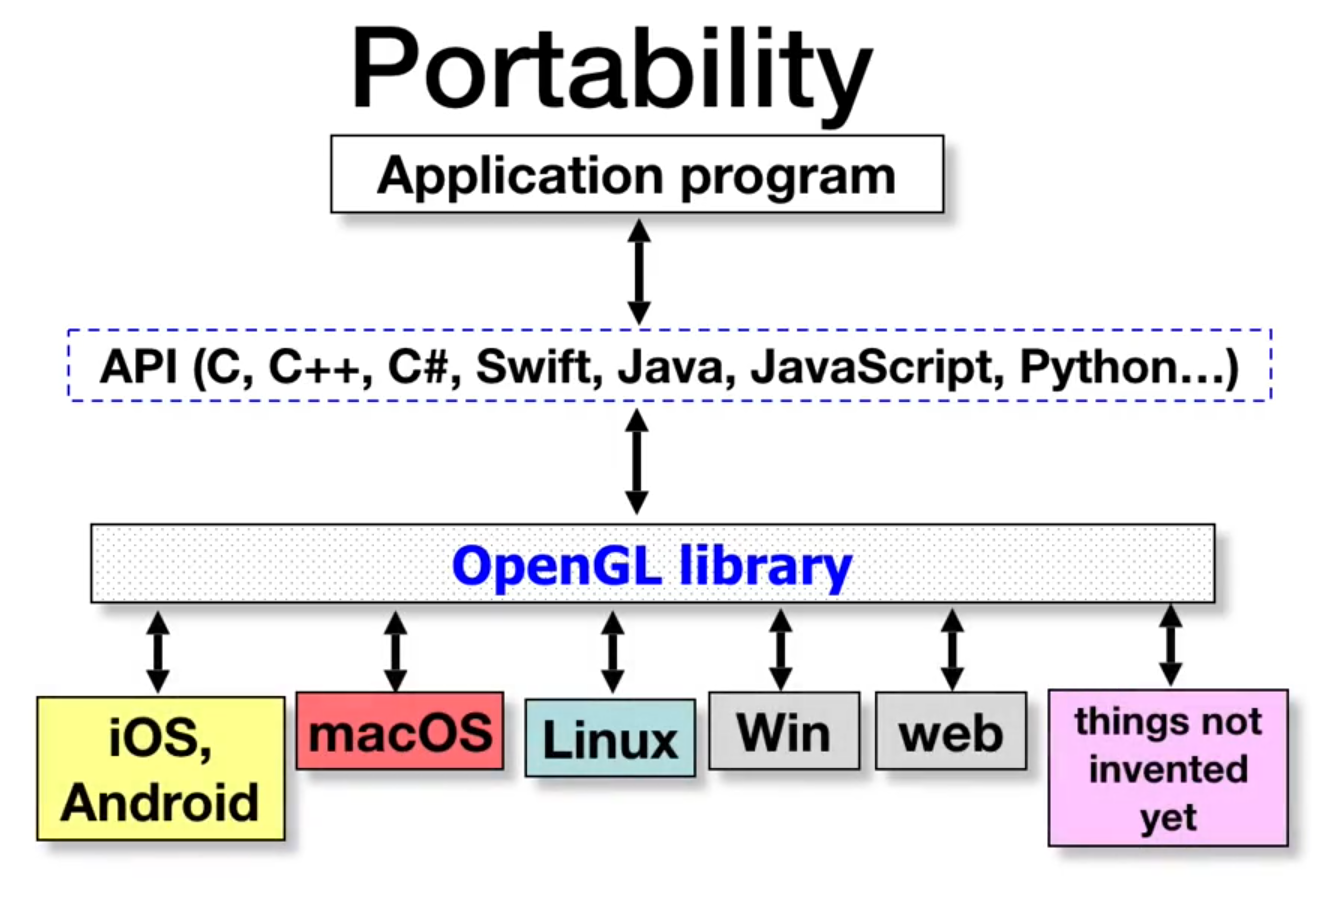 Portability
Application program
API (C, C++, C#, Swift, Java, JavaScript, Python...)
OpenGL library
iOS,
Android
macOS
Linux
Win
web
things not
invented
yet